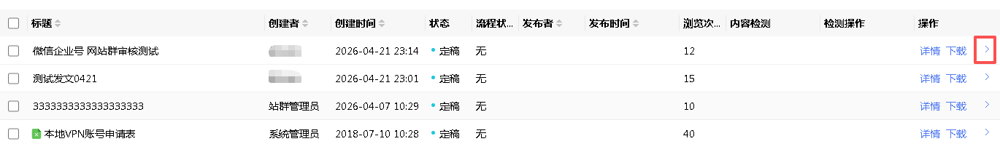 标题 创建者 创建时间 状态 流程状... 发布者 发布时间 浏览次... 内容检测 检测操作 操作
微信企业号 网站群审核测试 2026-04-21 23:14 定稿 无 12 详情 下载
测试发文0421 2026-04-21 23:01 定稿 无 15 详情 下载
3333333333333333333 站群管理员 2026-04-07 10:29 定稿 无 10 详情 下载
本地VPN账号申请表 系统管理员 2018-07-10 10:28 定稿 无 40 详情 下载